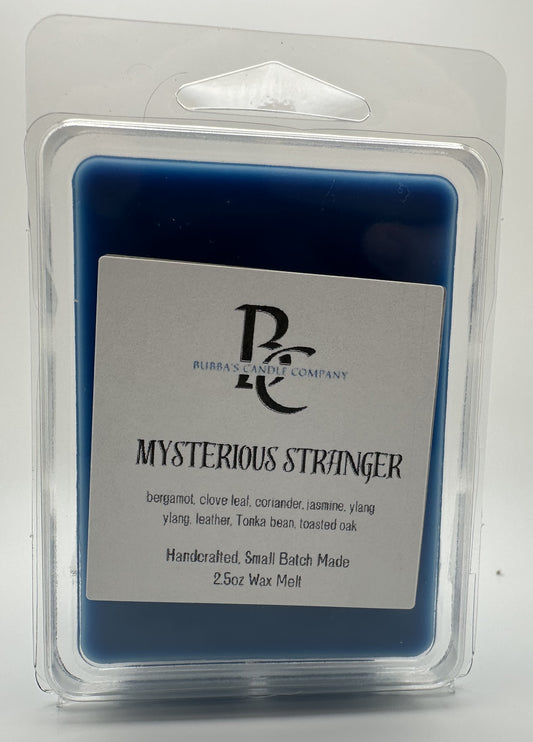 BC
BUBBA'S CANDLE COMPANY
MYSTERIOUS STRANGER
bergamot, clove leaf, coriander, jasmine, ylang
ylang, leather, Tonka bean, toasted oak
Handcrafted, Small Batch Made
2.5oz Wax Melt